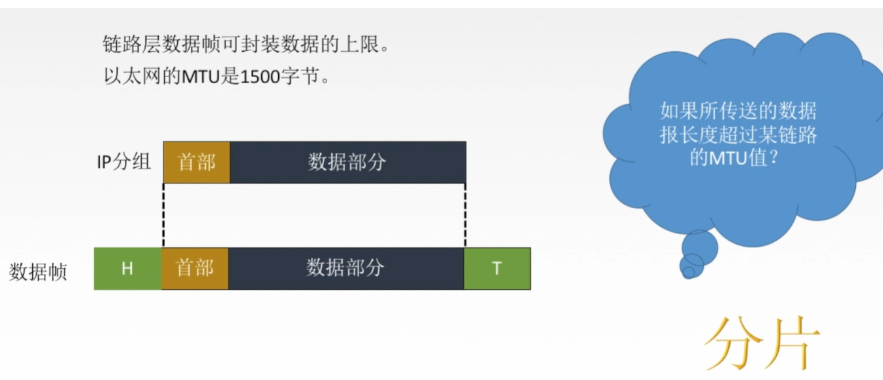 链路层数据帧可封装数据的上限。
以太网的MTU是1500字节。
如果所传送的数据
报长度超过某链路
的MTU值？
IP分组 首部 数据部分
数据帧 H 首部 数据部分 T
分片